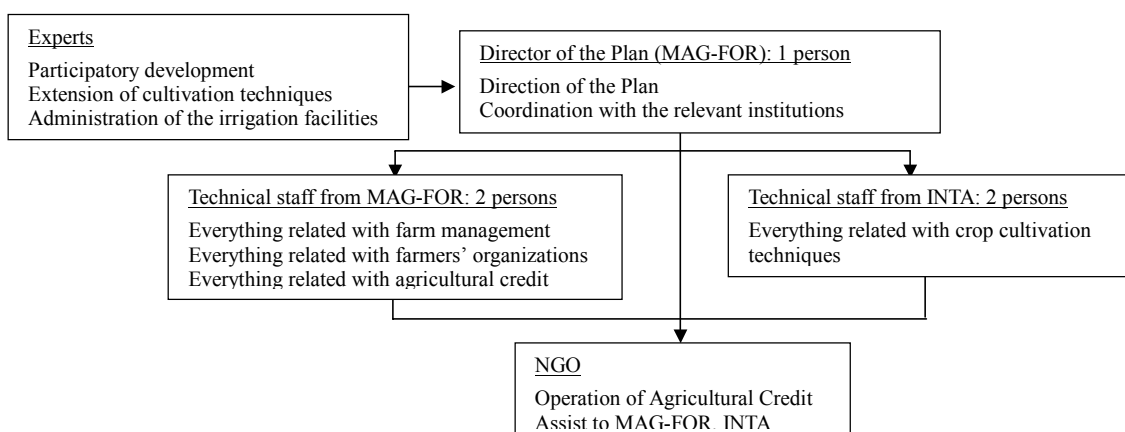 Experts
Participatory development
Extension of cultivation techniques
Administration of the irrigation facilities
Director of the Plan (MAG-FOR): 1 person
Direction of the Plan
Coordination with the relevant institutions
Technical staff from MAG-FOR: 2 persons
Everything related with farm management
Everything related with farmers’ organizations
Everything related with agricultural credit
Technical staff from INTA: 2 persons
Everything related with crop cultivation
techniques
NGO
Operation of Agricultural Credit
Assist to MAG-FOR, INTA